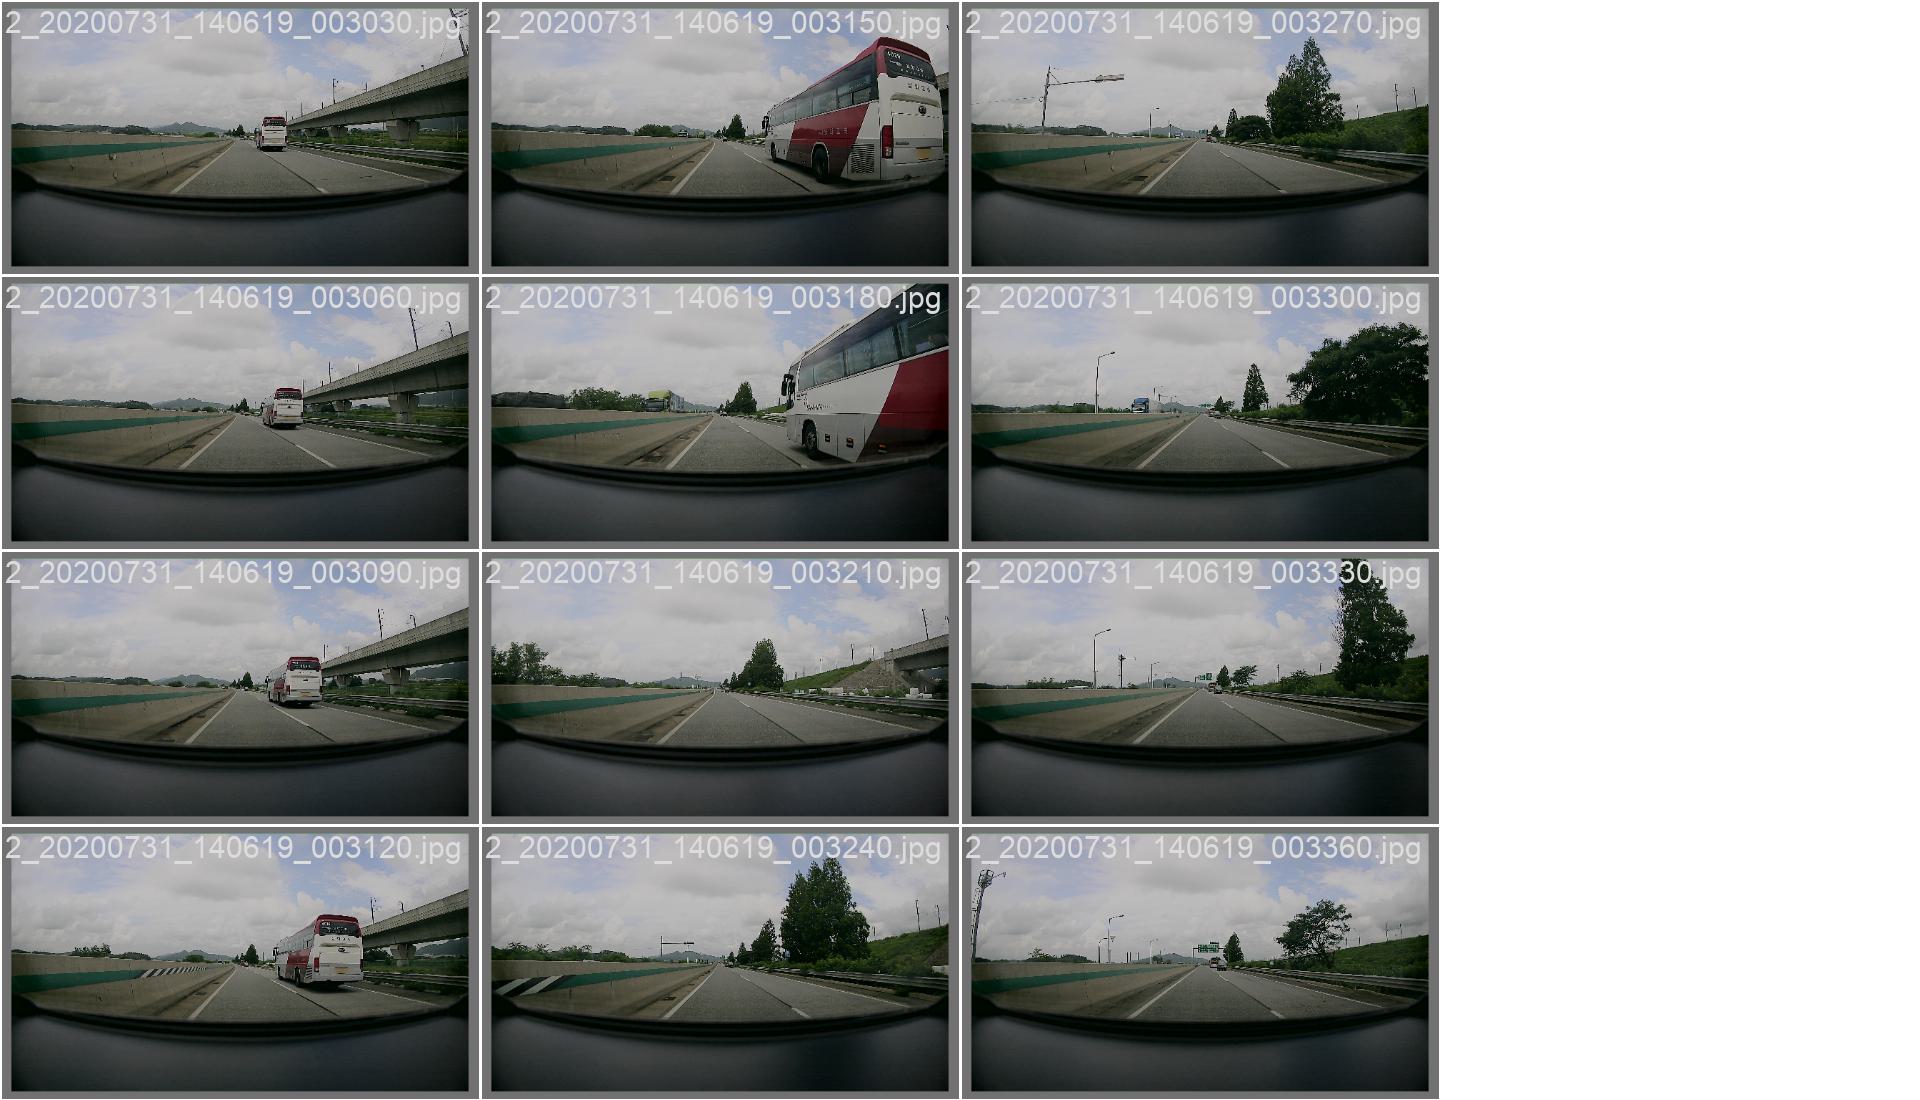 2_20200731_140619_003030.jpg
2_20200731_140619_003150.jpg
2_20200731_140619_003270.jpg
2_20200731_140619_003060.jpg
2_20200731_140619_003180.jpg
2_20200731_140619_003300.jpg
2_20200731_140619_003090.jpg
2_20200731_140619_003210.jpg
2_20200731_140619_003330.jpg
2_20200731_140619_003120.jpg
2_20200731_140619_003240.jpg
2_20200731_140619_003360.jpg